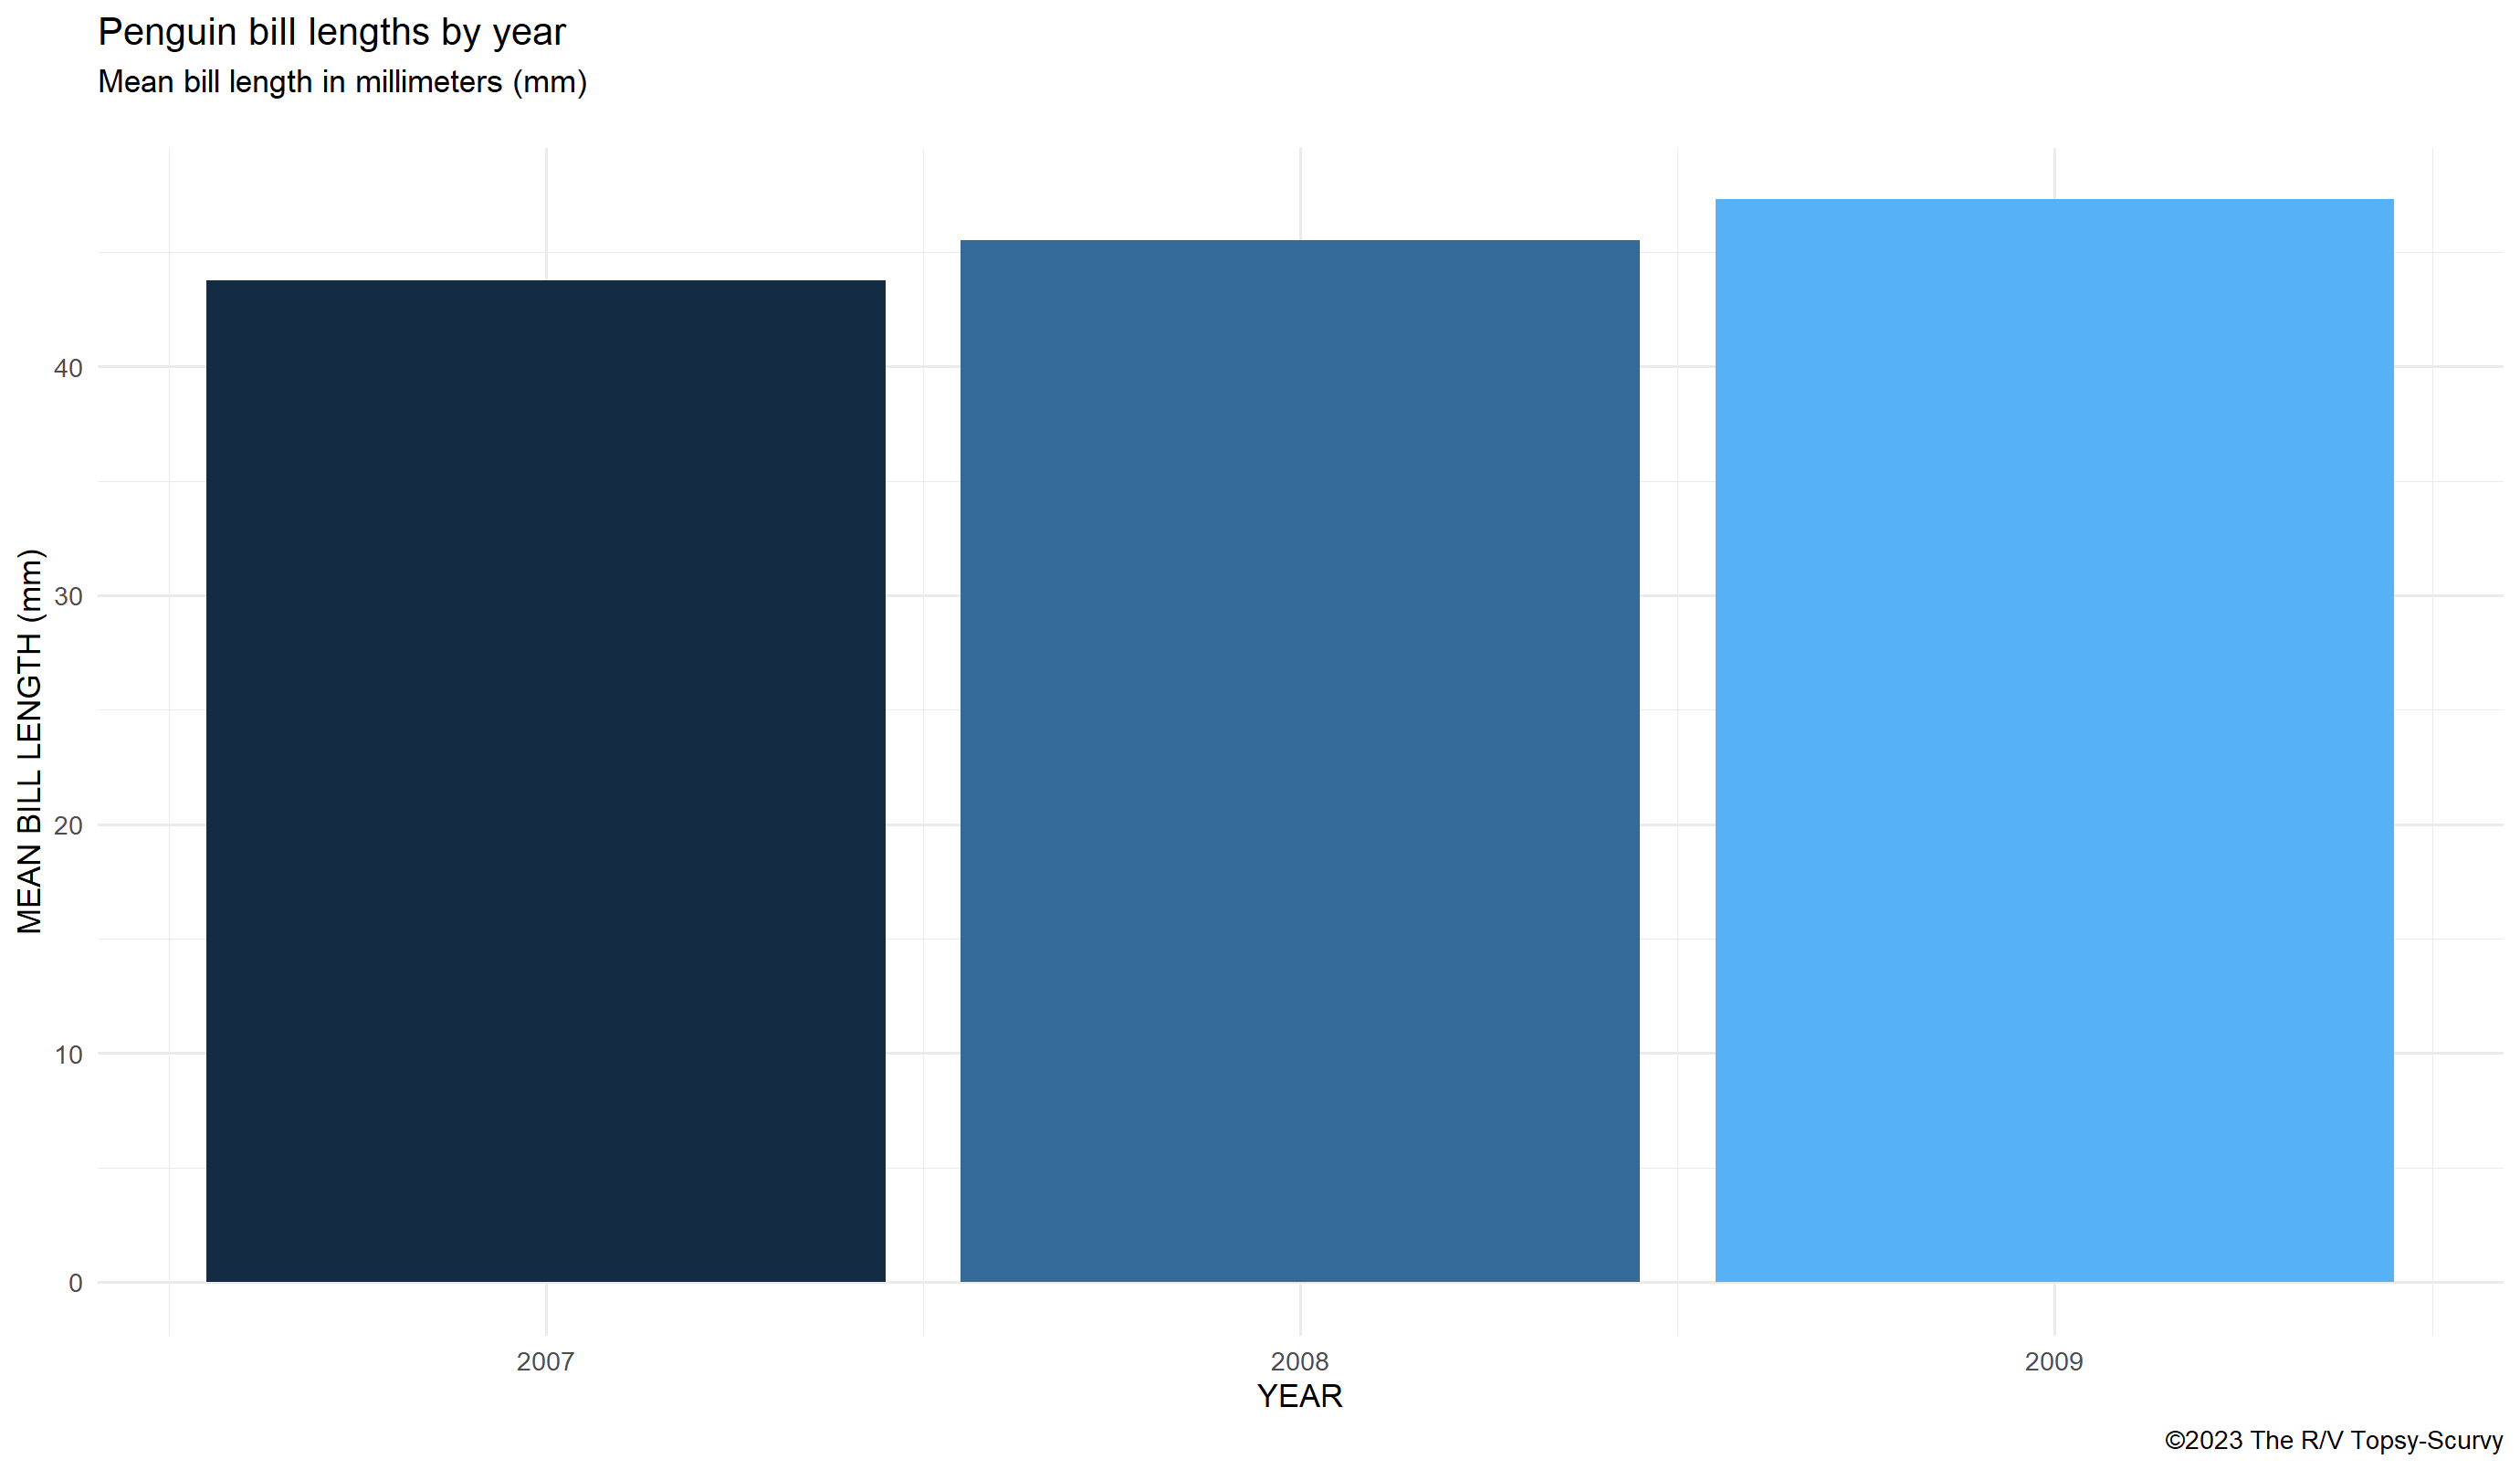 Penguin bill lengths by year
Mean bill length in millimeters (mm)
MEAN BILL LENGTH (mm)
40
30
20
10
0
2007
2008
2009
YEAR
©2023 The R/V Topsy-Scurvy